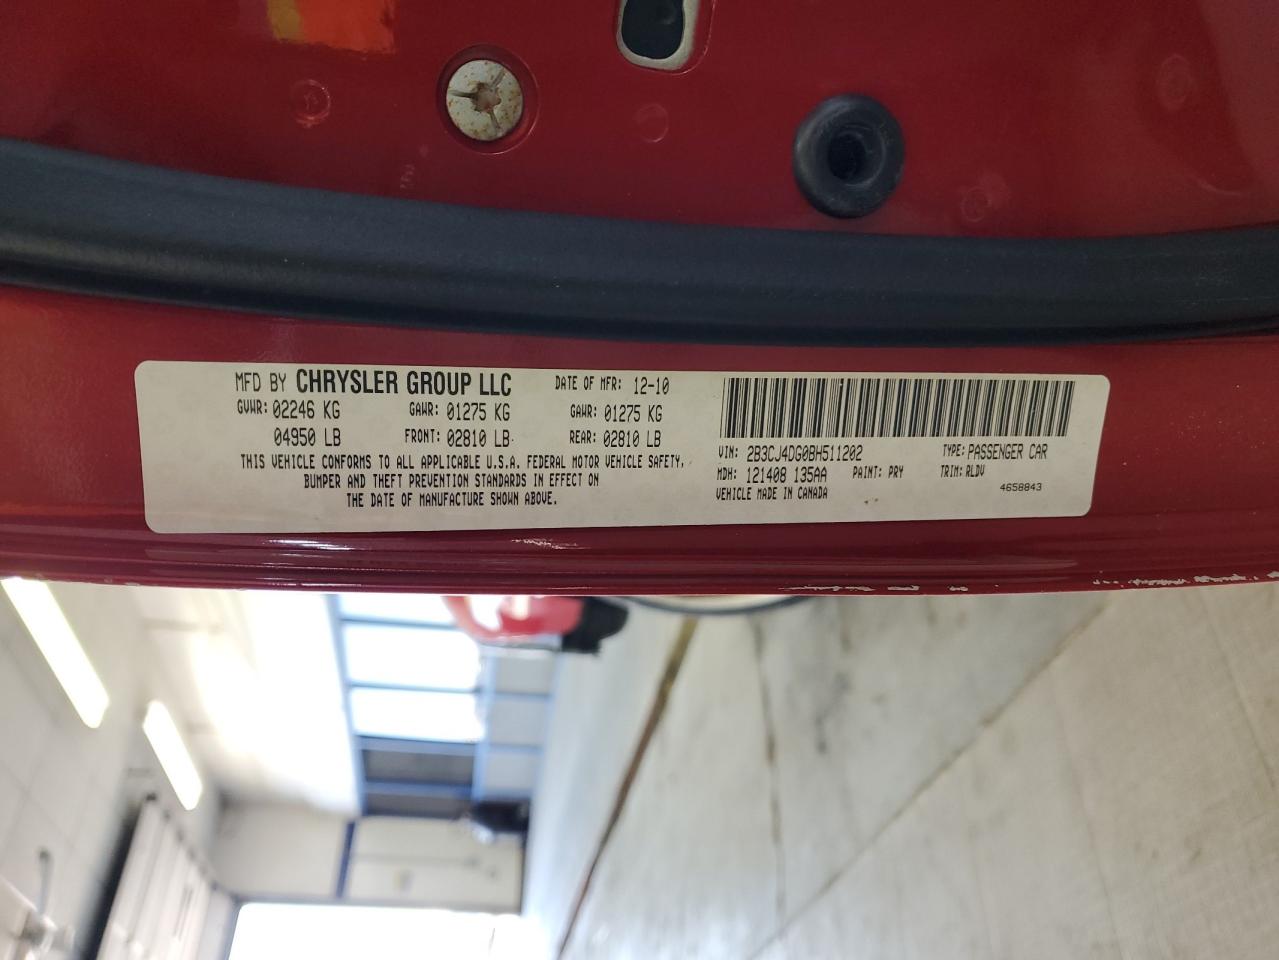 MFD BY CHRYSLER GROUP LLC DATE OF MFR: 12-10
GVWR: 02246 KG GAWR: 01275 KG GAWR: 01275 KG
04950 LB FRONT: 02810 LB REAR: 02810 LB
THIS VEHICLE CONFORMS TO ALL APPLICABLE U.S.A. FEDERAL MOTOR VEHICLE SAFETY,
BUMPER AND THEFT PREVENTION STANDARDS IN EFFECT ON
THE DATE OF MANUFACTURE SHOWN ABOVE.
VIN: 2B3CJ4DG0BH511202 TYPE: PASSENGER CAR
MDH: 121408 135AA PAINT: PRY TRIM: RLDV
VEHICLE MADE IN CANADA 4658843